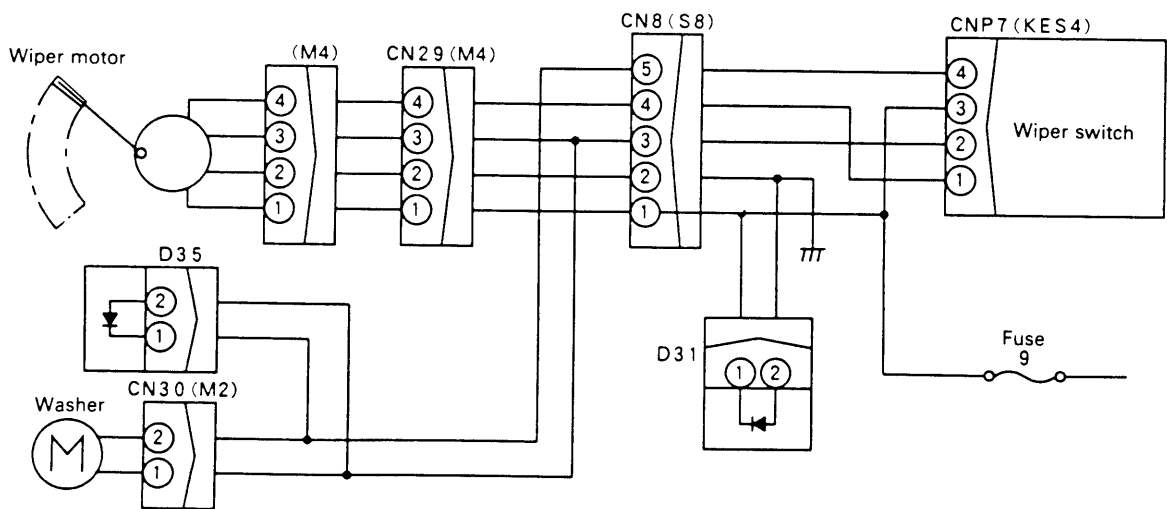 CN8(S8)
CNP7(KES4)
Wiper motor
(M4)
CN29(M4)
5
4
3
2
1
4
3
2
1
4
3
2
1
4
3
2
1
Wiper switch
D35
2
1
D31
1 2
Fuse
9
CN30(M2)
Washer
M
2
1